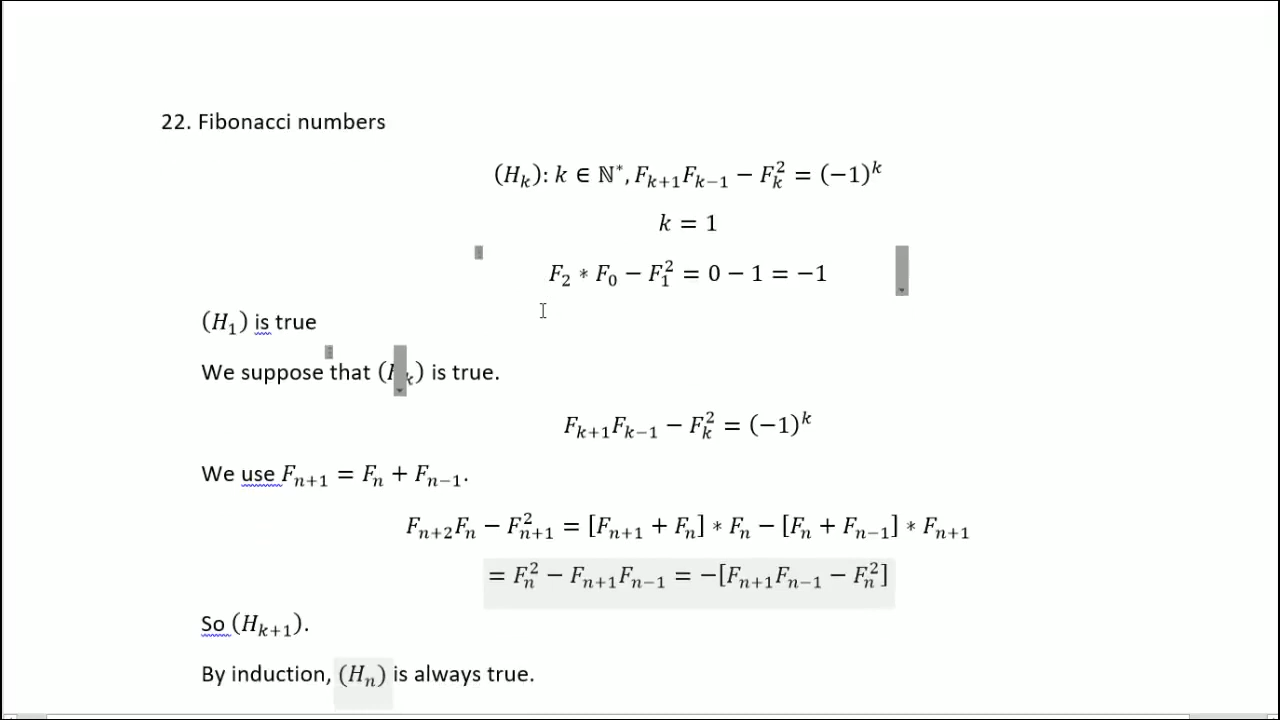 22. Fibonacci numbers
(H_k): k ∈ ℕ*, F_{k+1}F_{k−1} − F_k^2 = (−1)^k
k = 1
F_2 * F_0 − F_1^2 = 0 − 1 = −1
(H_1) is true
We suppose that (H_k) is true.
F_{k+1}F_{k−1} − F_k^2 = (−1)^k
We use F_{n+1} = F_n + F_{n−1}.
F_{n+2}F_n − F_{n+1}^2 = [F_{n+1} + F_n] * F_n − [F_n + F_{n−1}] * F_{n+1}
= F_n^2 − F_{n+1}F_{n−1} = −[F_{n+1}F_{n−1} − F_n^2]
So (H_{k+1}).
By induction, (H_n) is always true.